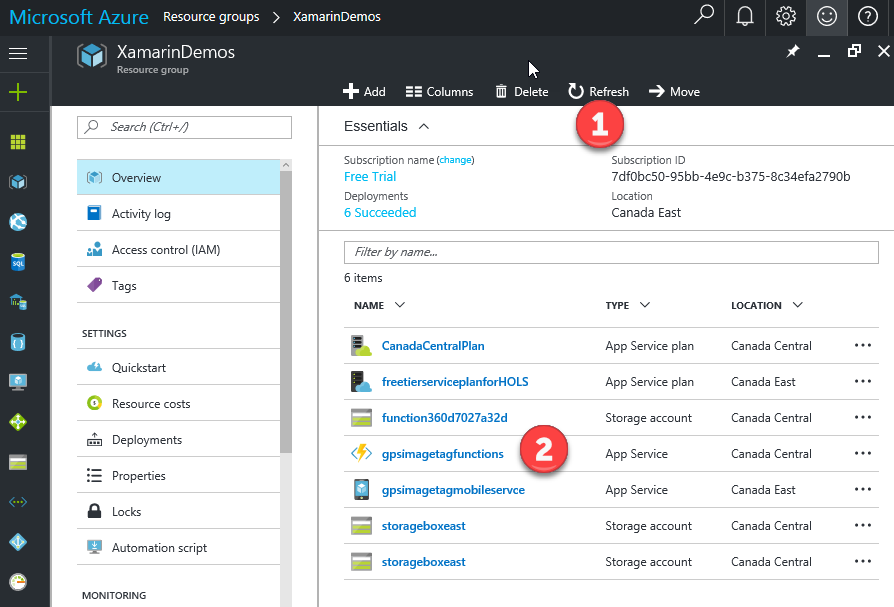 Microsoft Azure Resource groups > XamarinDemos
XamarinDemos
Resource group
Add Columns Delete Refresh Move
1
Search (Ctrl+/)
Overview
Activity log
Access control (IAM)
Tags
SETTINGS
Quickstart
Resource costs
Deployments
Properties
Locks
Automation script
MONITORING
Essentials
Subscription name (change) Subscription ID
Free Trial 7df0bc50-95bb-4e9c-b375-8c34efa2790b
Deployments Location
6 Succeeded Canada East
Filter by name...
6 items
NAME TYPE LOCATION
CanadaCentralPlan App Service plan Canada Central ...
freetierserviceplanforHOLS App Service plan Canada East ...
function360d7027a32d Storage account Canada Central ...
gpsimagetagfunctions 2 App Service Canada Central ...
gpsimagetagmobileservce App Service Canada East ...
storageboxeast Storage account Canada Central ...
storageboxeast Storage account Canada Central ...
SQL